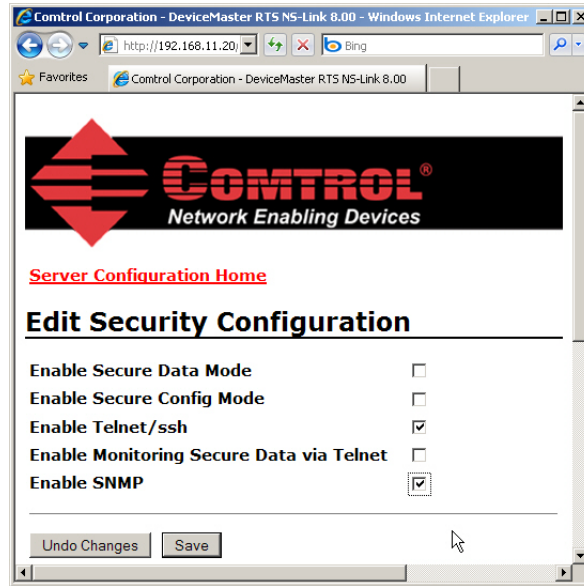 Comtrol Corporation - DeviceMaster RTS NS-Link 8.00 - Windows Internet Explorer
http://192.168.11.20/
Bing
Favorites
Comtrol Corporation - DeviceMaster RTS NS-Link 8.00
COMTROL®
Network Enabling Devices
Server Configuration Home
Edit Security Configuration
Enable Secure Data Mode
Enable Secure Config Mode
Enable Telnet/ssh
Enable Monitoring Secure Data via Telnet
Enable SNMP
Undo Changes Save